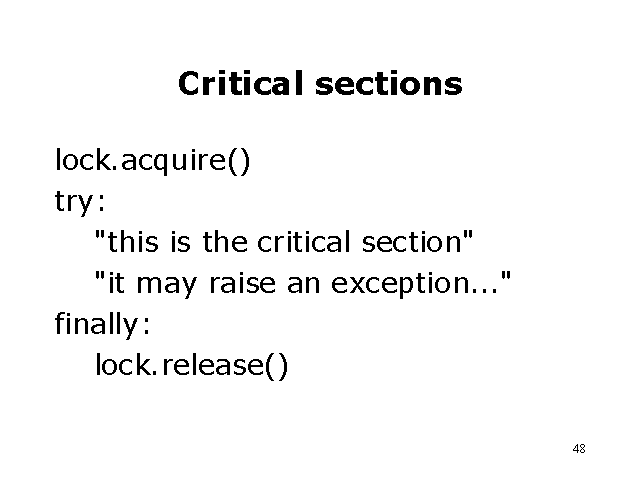 Critical sections
lock.acquire()
try:
"this is the critical section"
"it may raise an exception..."
finally:
lock.release()
48